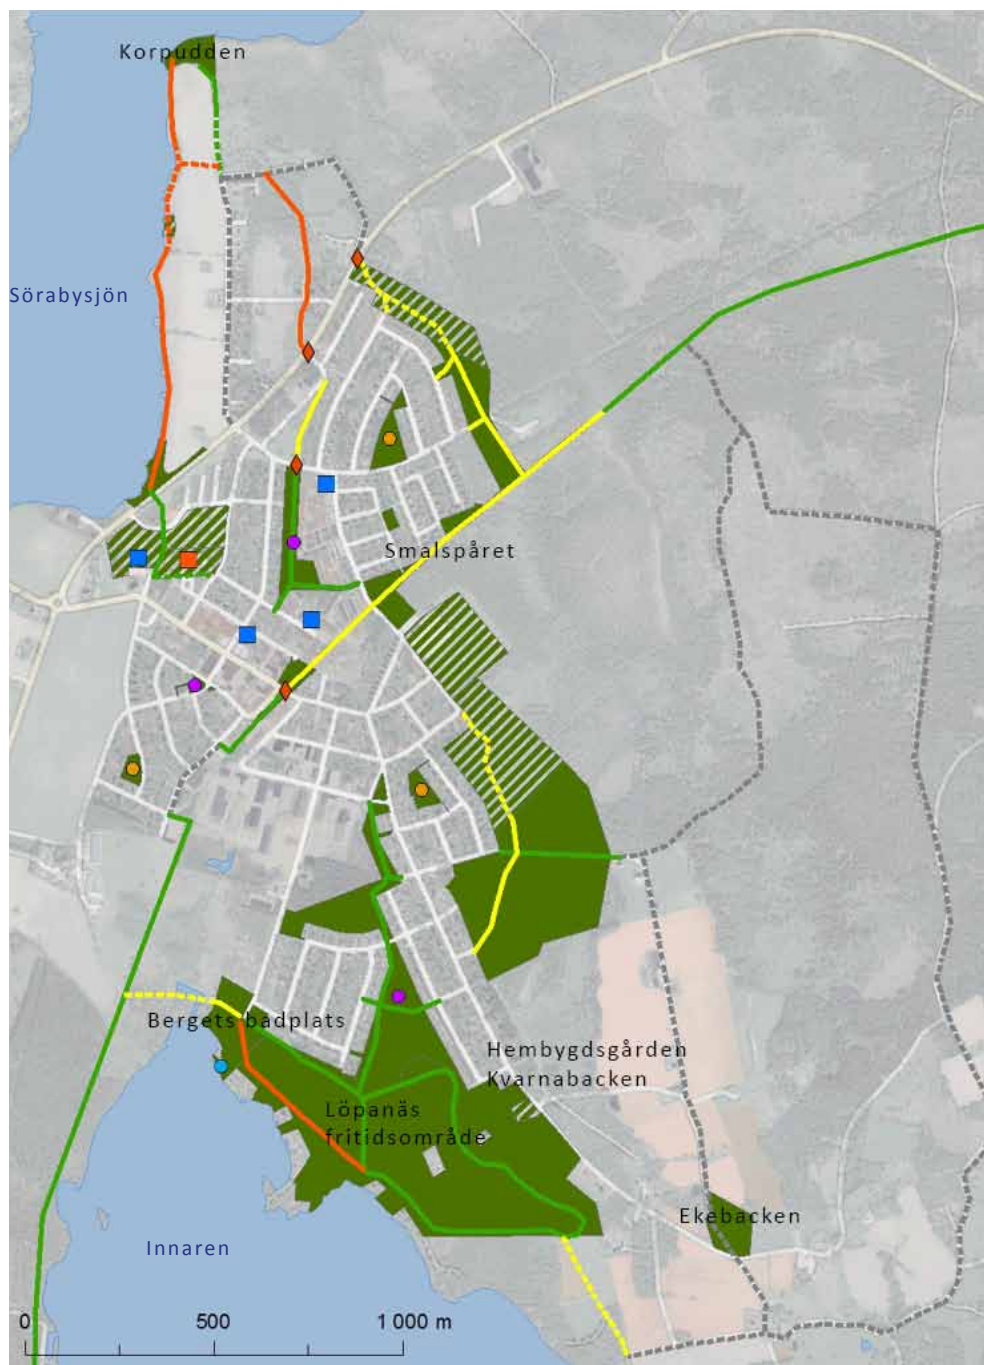 Korpudden
Sörabysjön
Smalspåret
Bergets badplats
Hembygdsgården
Kvarnabacken
Löpanäs
fritidsområde
Ekebacken
Innaren
0 500 1 000 m